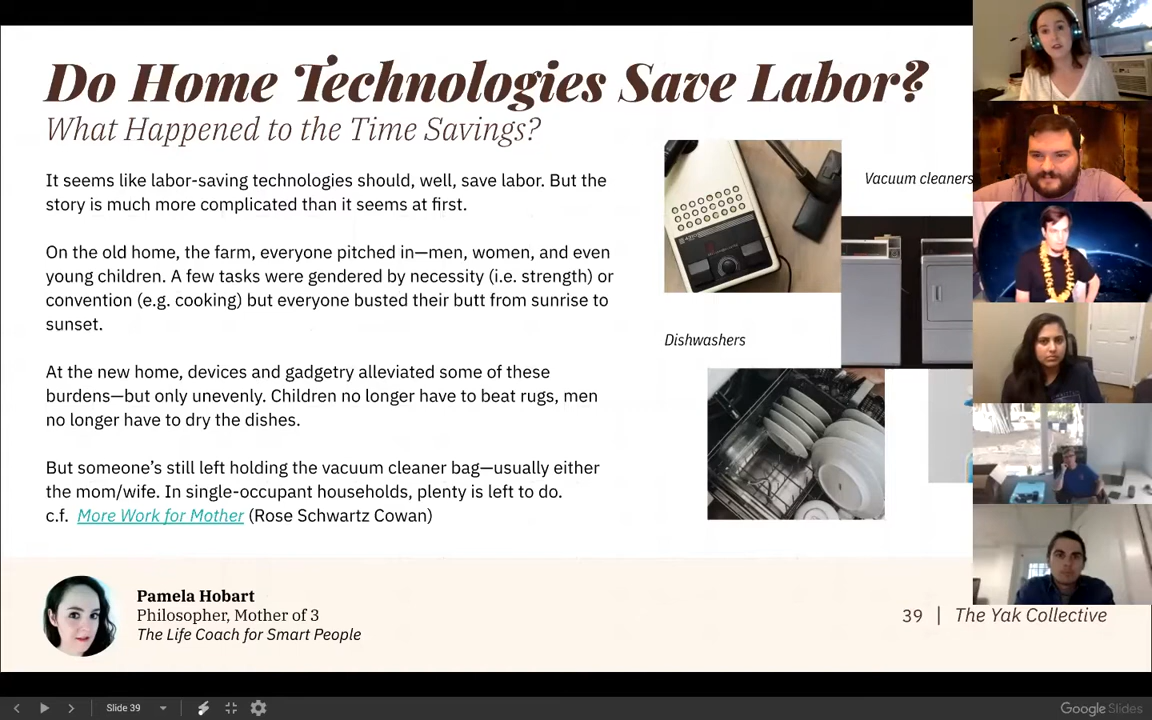 Do Home Technologies Save Labor?
What Happened to the Time Savings?
It seems like labor-saving technologies should, well, save labor. But the
story is much more complicated than it seems at first.
On the old home, the farm, everyone pitched in—men, women, and even
young children. A few tasks were gendered by necessity (i.e. strength) or
convention (e.g. cooking) but everyone busted their butt from sunrise to
sunset.
At the new home, devices and gadgetry alleviated some of these
burdens—but only unevenly. Children no longer have to beat rugs, men
no longer have to dry the dishes.
But someone’s still left holding the vacuum cleaner bag—usually either
the mom/wife. In single-occupant households, plenty is left to do.
c.f. More Work for Mother (Rose Schwartz Cowan)
Vacuum cleaners
Dishwashers
Pamela Hobart
Philosopher, Mother of 3
The Life Coach for Smart People
39 | The Yak Collective
Slide 39
Google Slides